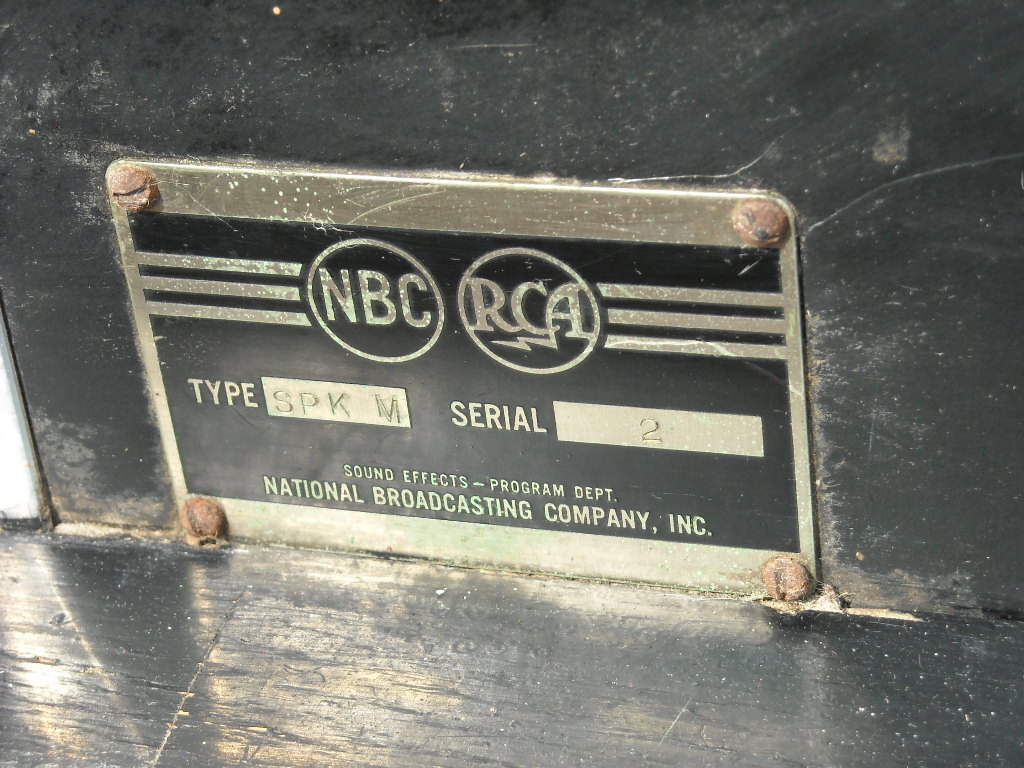 NBC RCA
TYPE SPK M SERIAL 2
SOUND EFFECTS - PROGRAM DEPT.
NATIONAL BROADCASTING COMPANY, INC.